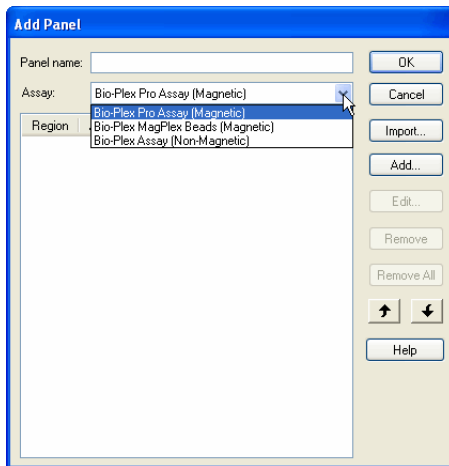 Add Panel
Panel name:
OK
Assay:
Bio-Plex Pro Assay (Magnetic)
Cancel
Bio-Plex Pro Assay (Magnetic)
Bio-Plex MagPlex Beads (Magnetic)
Bio-Plex Assay (Non-Magnetic)
Region
Import...
Add...
Edit...
Remove
Remove All
Help